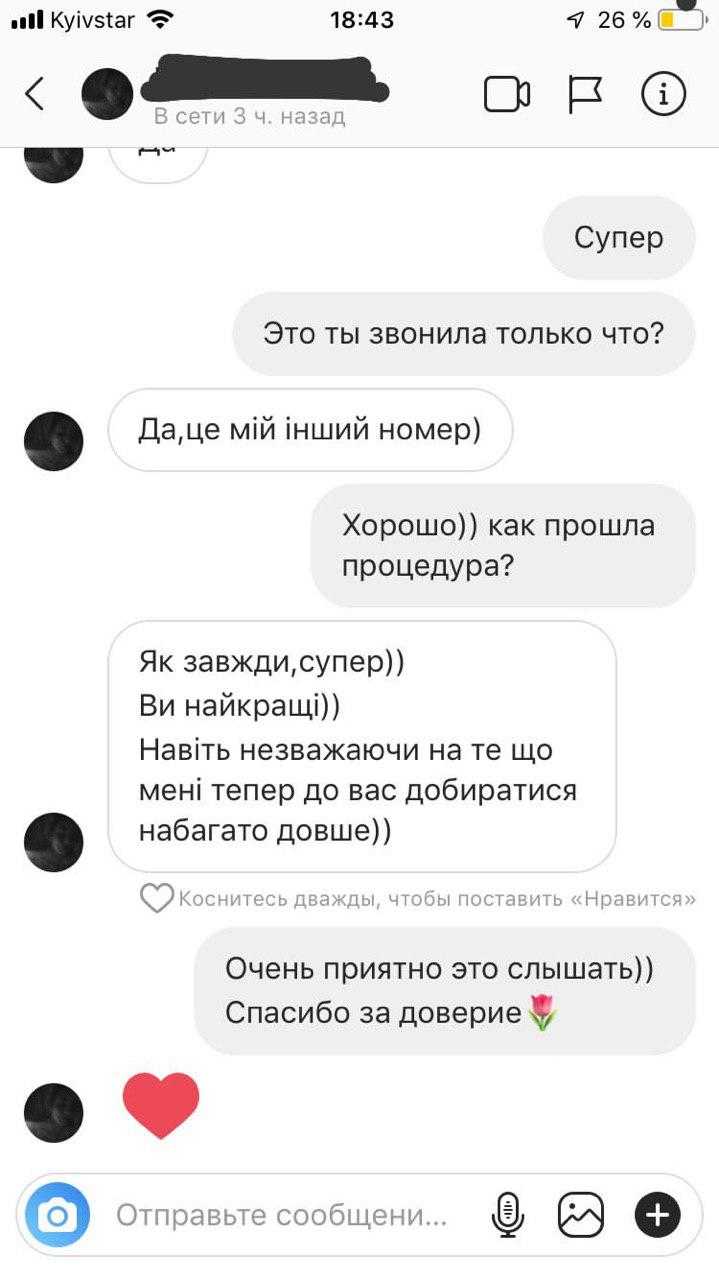 Kyivstar 18:43 26 %
В сети 3 ч. назад
Да
Супер
Это ты звонила только что?
Да,це мій інший номер)
Хорошо)) как прошла
процедура?
Як завжди,супер))
Ви найкращі))
Навіть незважаючи на те що
мені тепер до вас добиратися
набагато довше))
Коснитесь дважды, чтобы поставить «Нравится»
Очень приятно это слышать))
Спасибо за доверие🌷
Отправьте сообщени...